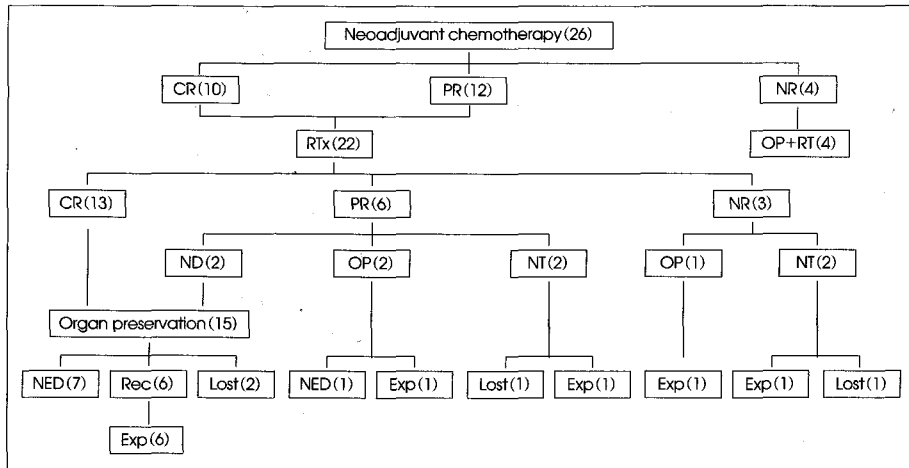 Neoadjuvant chemotherapy(26)
CR(10) PR(12) NR(4)
RTx(22) OP+RT(4)
CR(13) PR(6) NR(3)
ND(2) OP(2) NT(2) OP(1) NT(2)
Organ preservation(15)
NED(7) Rec(6) Lost(2) NED(1) Exp(1) Lost(1) Exp(1) Exp(1) Exp(1) Lost(1)
Exp(6)